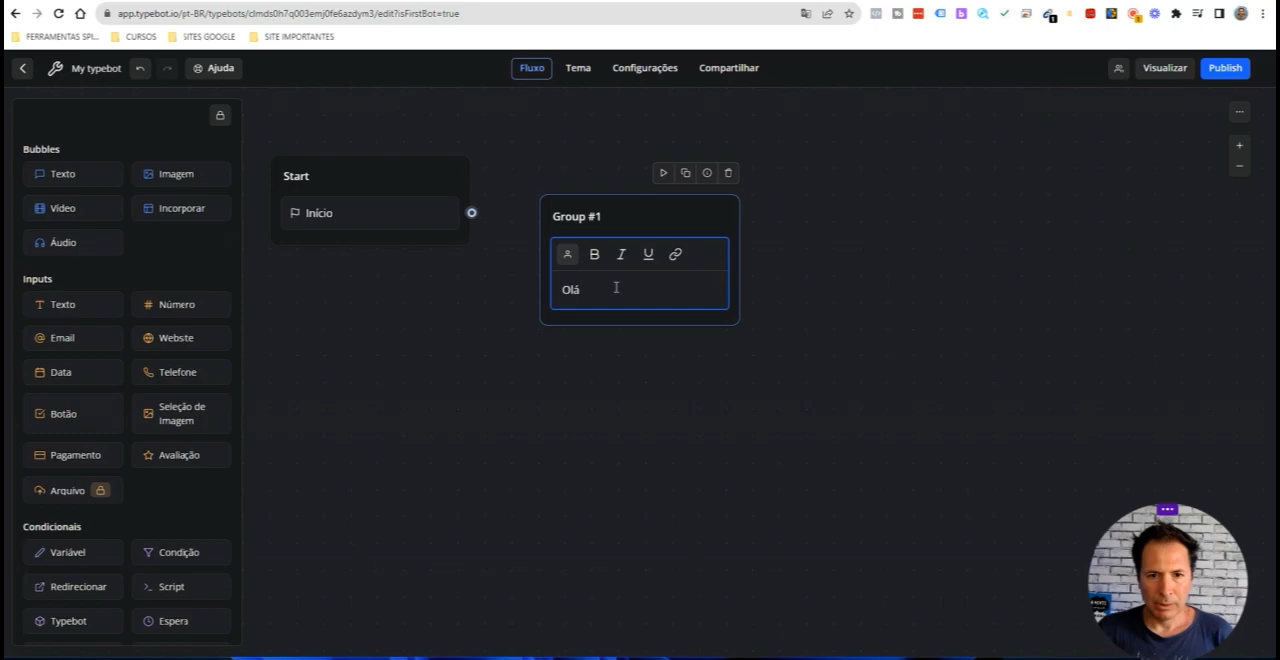 app.typebot.io/pt-BR/typebots/clmds0h7q003emj0fe6azdym3/edit?isFirstBot=true
FERRAMENTAS SPI... CURSOS SITES GOOGLE SITE IMPORTANTES
My typebot Ajuda Fluxo Tema Configurações Compartilhar Visualizar Publish
Bubbles
Texto Imagem
Vídeo Incorporar
Áudio
Inputs
Texto Número
Email Webste
Data Telefone
Botão Seleção de Imagem
Pagamento Avaliação
Arquivo
Condicionais
Variável Condição
Redirecionar Script
Typebot Espera
Start
Início
Group #1
B I U
Olá